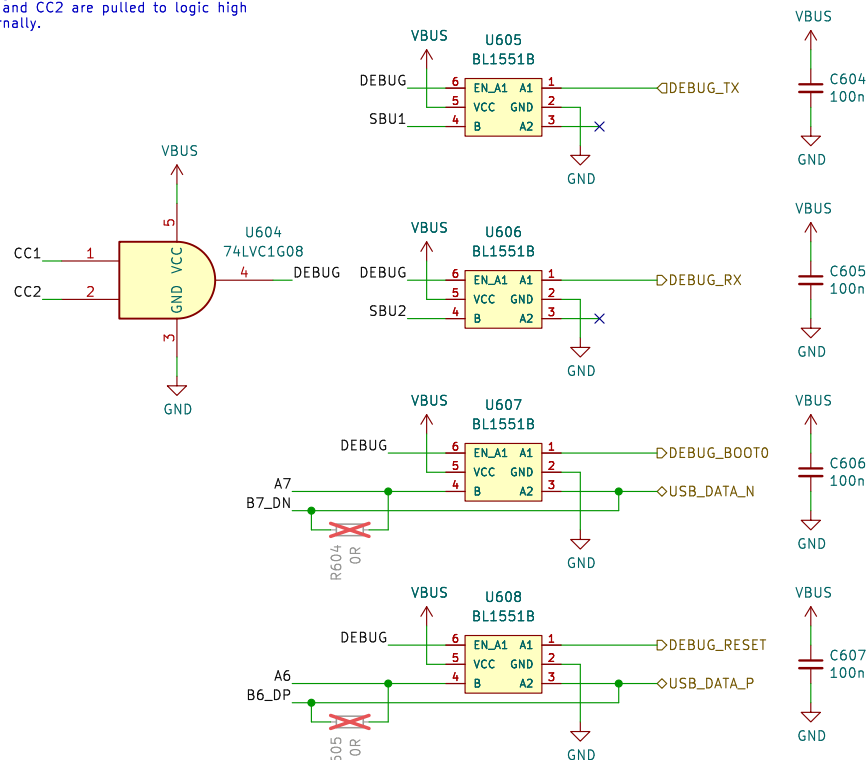 and CC2 are pulled to logic high
rnally.
VBUS
5
VCC
U604
74LVC1G08
CC1
1
CC2
2
4
DEBUG
GND
3
GND
VBUS
U605
BL1551B
DEBUG
6 EN_A1 A1 1
DEBUG_TX
5 VCC GND 2
SBU1
4 B A2 3
GND
VBUS
C604
100n
GND
VBUS
U606
BL1551B
DEBUG
6 EN_A1 A1 1
DEBUG_RX
5 VCC GND 2
SBU2
4 B A2 3
GND
VBUS
C605
100n
GND
VBUS
U607
BL1551B
DEBUG
6 EN_A1 A1 1
DEBUG_BOOT0
5 VCC GND 2
A7
4 B A2 3
USB_DATA_N
B7_DN
R604
0R
GND
VBUS
C606
100n
GND
VBUS
U608
BL1551B
DEBUG
6 EN_A1 A1 1
DEBUG_RESET
5 VCC GND 2
A6
4 B A2 3
USB_DATA_P
B6_DP
605
0R
GND
VBUS
C607
100n
GND